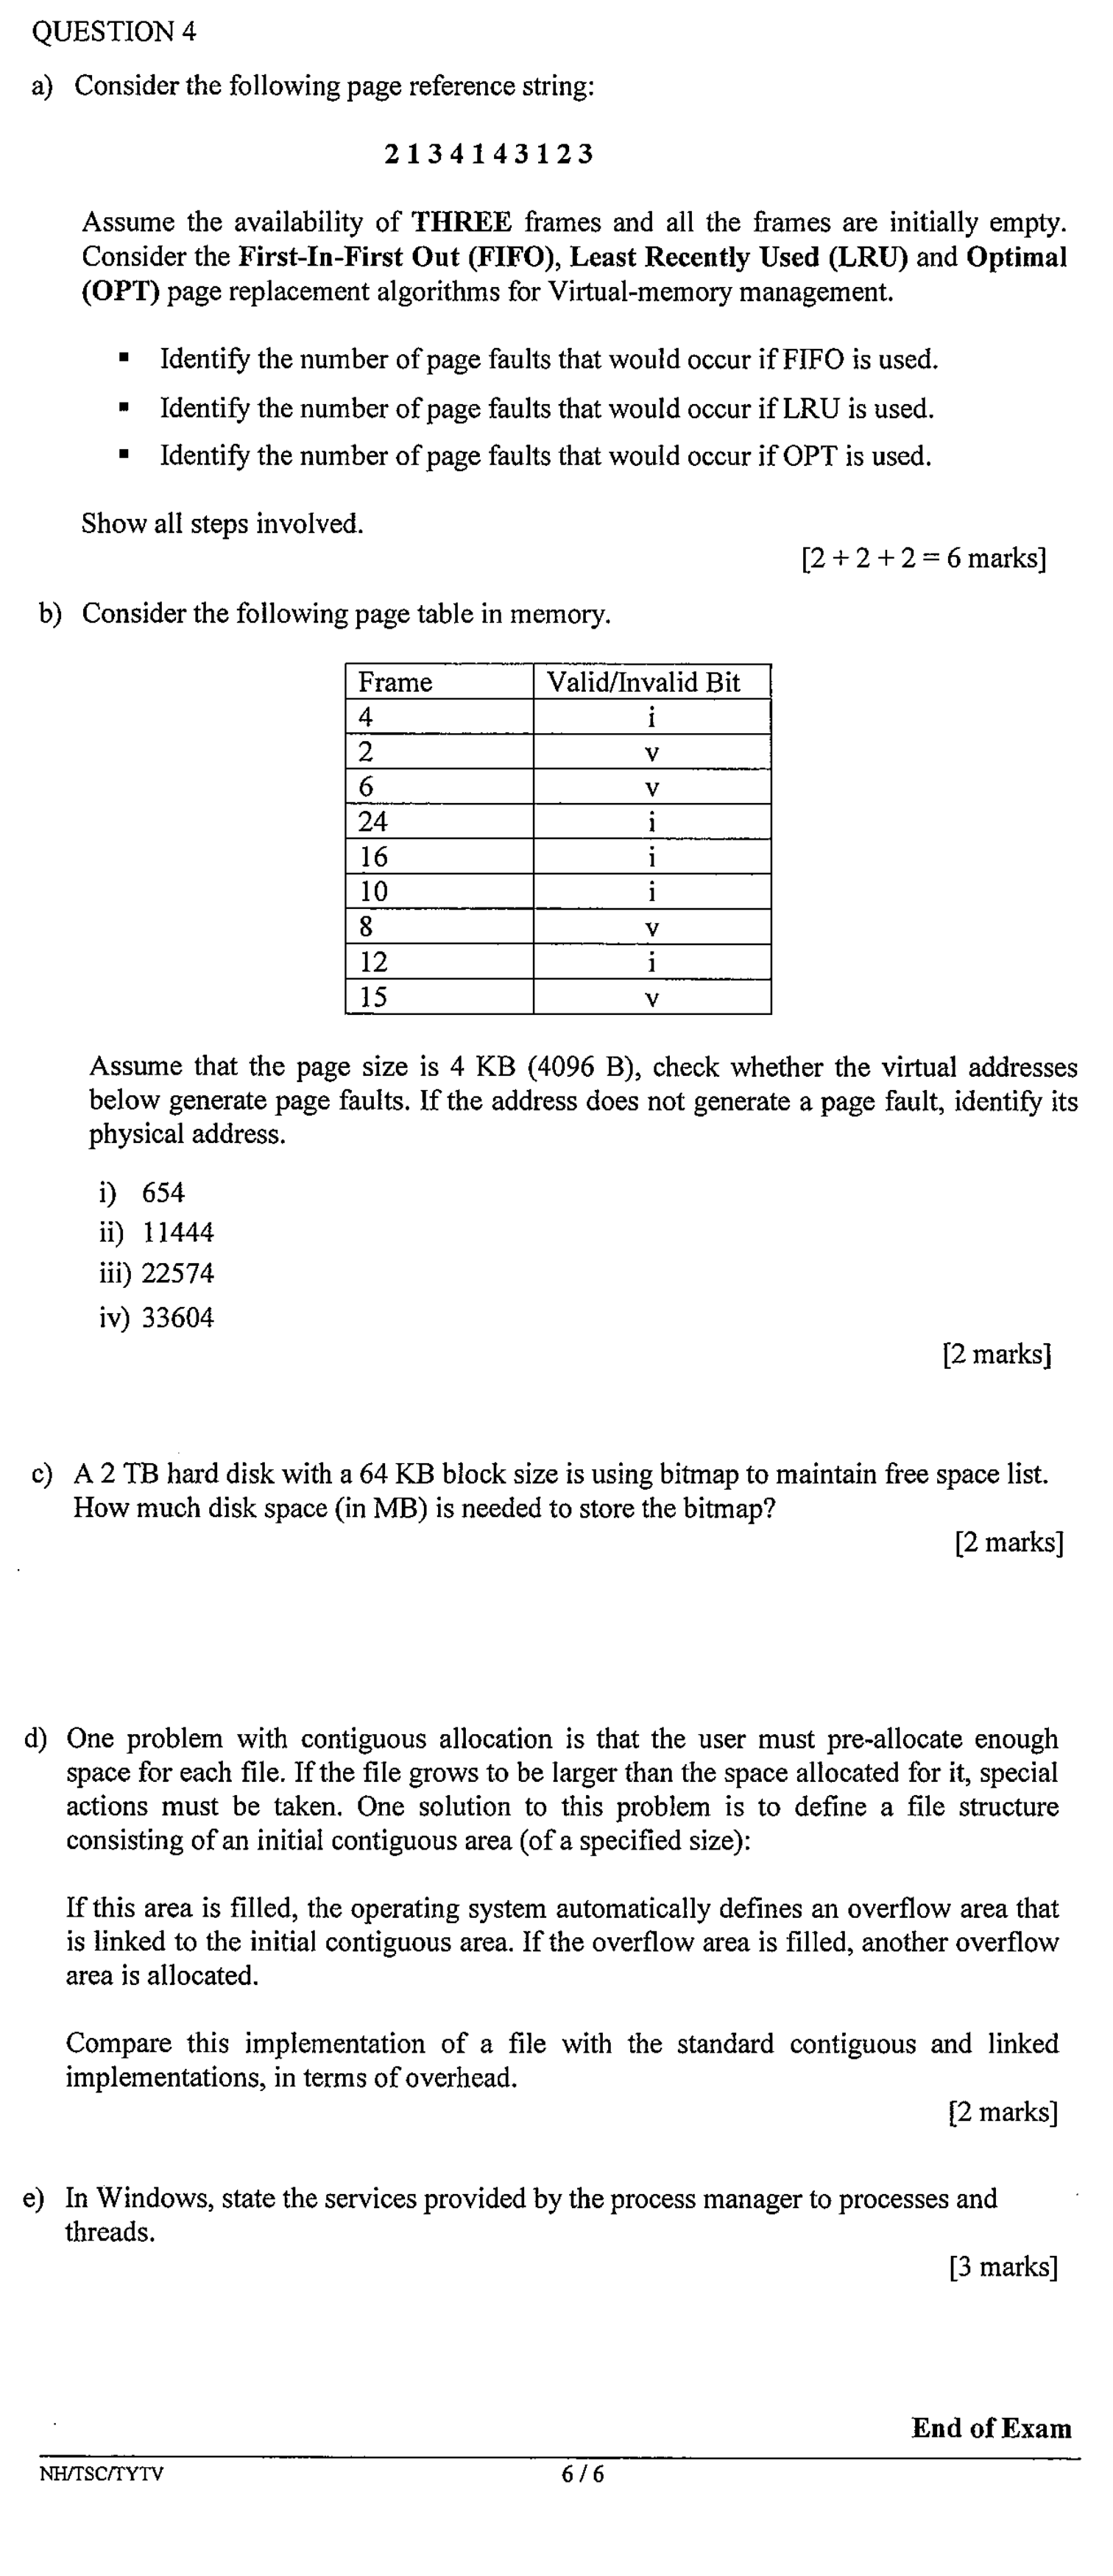 QUESTION 4
a) Consider the following page reference string:
2 1 3 4 1 4 3 1 2 3
Assume the availability of THREE frames and all the frames are initially empty.
Consider the First-In-First Out (FIFO), Least Recently Used (LRU) and Optimal
(OPT) page replacement algorithms for Virtual-memory management.
▪ Identify the number of page faults that would occur if FIFO is used.
▪ Identify the number of page faults that would occur if LRU is used.
▪ Identify the number of page faults that would occur if OPT is used.
Show all steps involved.
[2 + 2 + 2 = 6 marks]
b) Consider the following page table in memory.
Frame Valid/Invalid Bit
4 i
2 v
6 v
24 i
16 i
10 i
8 v
12 i
15 v
Assume that the page size is 4 KB (4096 B), check whether the virtual addresses
below generate page faults. If the address does not generate a page fault, identify its
physical address.
i) 654
ii) 11444
iii) 22574
iv) 33604
[2 marks]
c) A 2 TB hard disk with a 64 KB block size is using bitmap to maintain free space list.
How much disk space (in MB) is needed to store the bitmap?
[2 marks]
d) One problem with contiguous allocation is that the user must pre-allocate enough
space for each file. If the file grows to be larger than the space allocated for it, special
actions must be taken. One solution to this problem is to define a file structure
consisting of an initial contiguous area (of a specified size):
If this area is filled, the operating system automatically defines an overflow area that
is linked to the initial contiguous area. If the overflow area is filled, another overflow
area is allocated.
Compare this implementation of a file with the standard contiguous and linked
implementations, in terms of overhead.
[2 marks]
e) In Windows, state the services provided by the process manager to processes and
threads.
[3 marks]
End of Exam
NH/TSC/TYTV 6 / 6